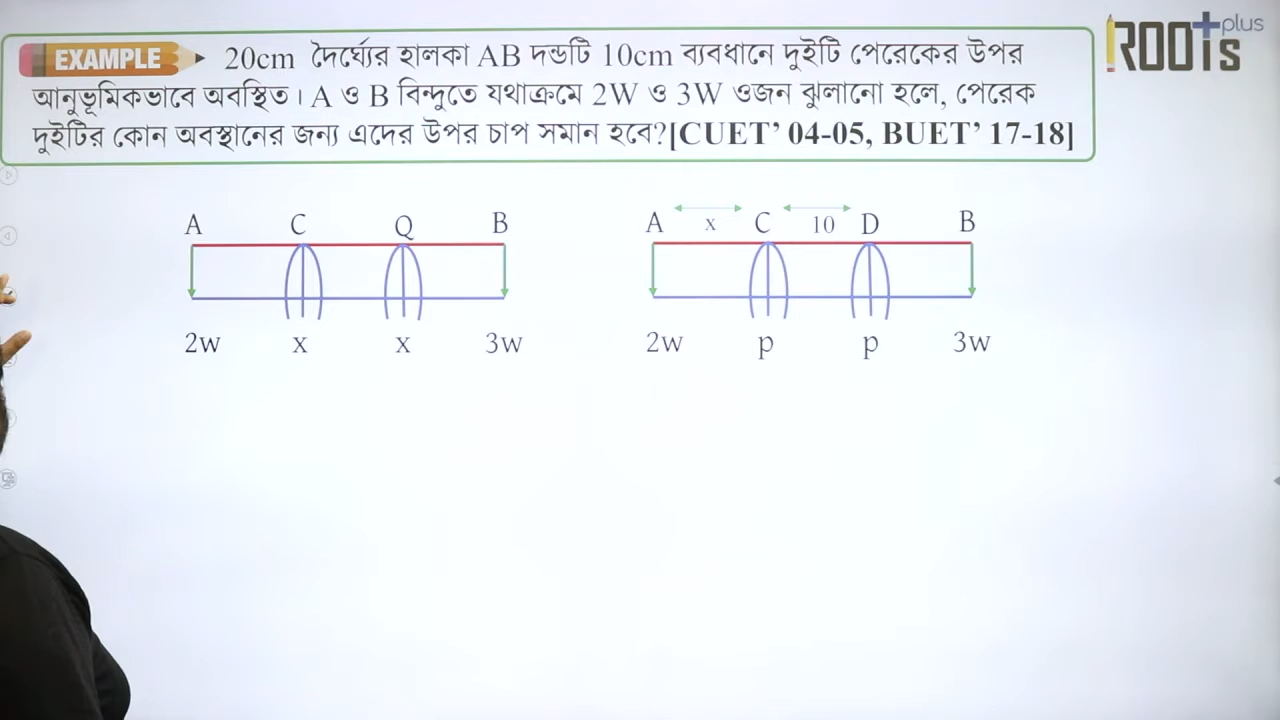 ROOTs plus
EXAMPLE 20cm দৈর্ঘ্যের হালকা AB দন্ডটি 10cm ব্যবধানে দুইটি পেরেকের উপর
আনুভূমিকভাবে অবস্থিত। A ও B বিন্দুতে যথাক্রমে 2W ও 3W ওজন ঝুলানো হলে, পেরেক
দুইটির কোন অবস্থানের জন্য এদের উপর চাপ সমান হবে?[CUET’ 04-05, BUET’ 17-18]
A C Q B
2w x x 3w
A x C 10 D B
2w p p 3w